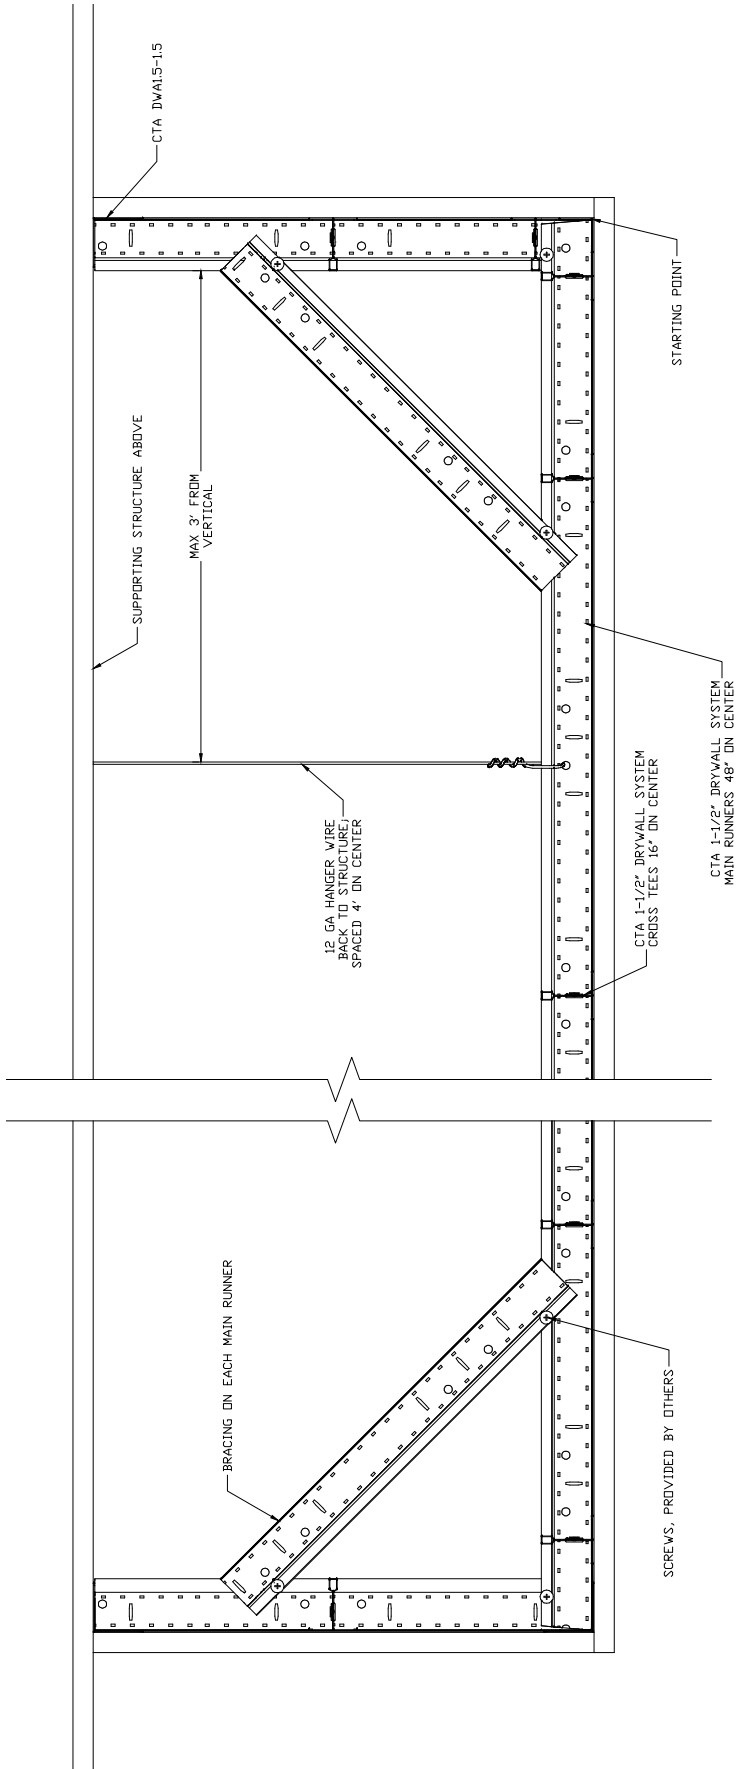 CTA DWA1.5-1.5
STARTING POINT
SUPPORTING STRUCTURE ABOVE
MAX 3' FROM
VERTICAL
12 GA HANGER WIRE
BACK TO STRUCTURE;
SPACED 4' ON CENTER
CTA 1-1/2" DRYWALL SYSTEM
CROSS TEES 16" ON CENTER
CTA 1-1/2" DRYWALL SYSTEM
MAIN RUNNERS 48" ON CENTER
BRACING ON EACH MAIN RUNNER
SCREWS, PROVIDED BY OTHERS